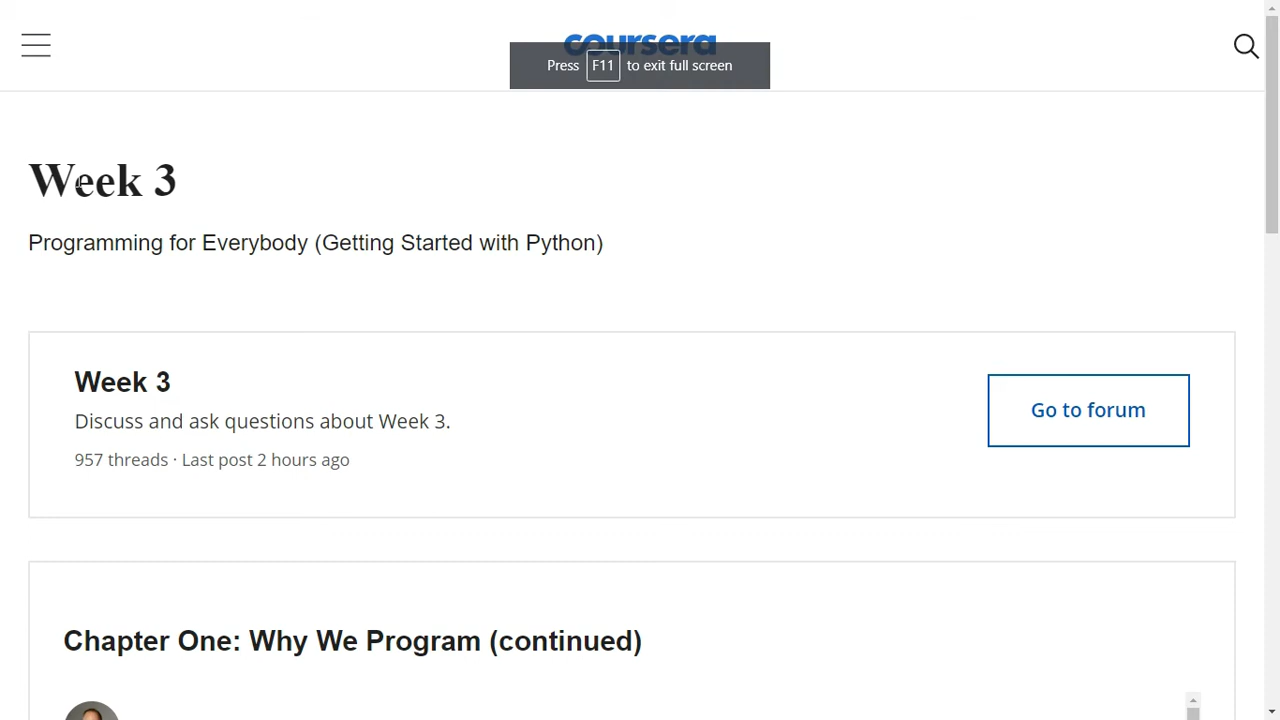 coursera
Press F11 to exit full screen
Week 3
Programming for Everybody (Getting Started with Python)
Week 3
Discuss and ask questions about Week 3.
957 threads · Last post 2 hours ago
Go to forum
Chapter One: Why We Program (continued)